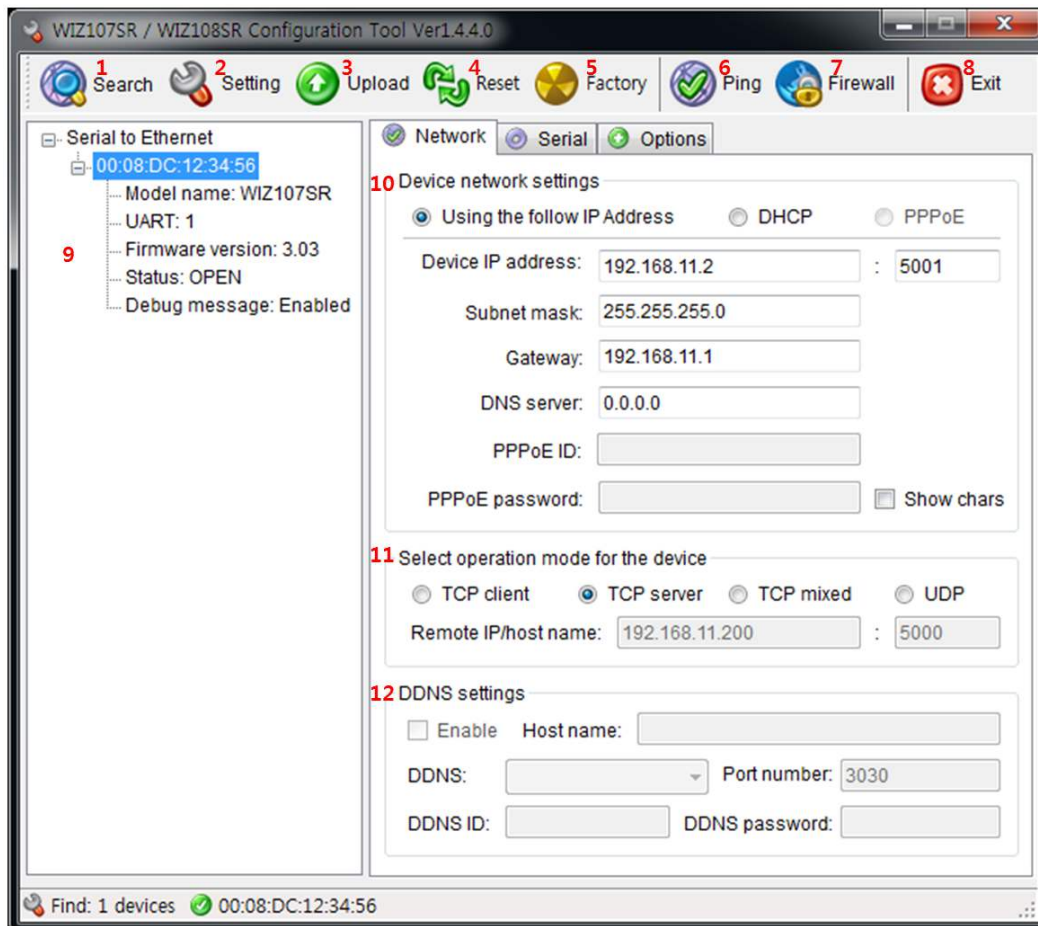 WIZ107SR / WIZ108SR Configuration Tool Ver1.4.4.0
1 Search 2 Setting 3 Upload 4 Reset 5 Factory 6 Ping 7 Firewall 8 Exit
Serial to Ethernet
00:08:DC:12:34:56
Model name: WIZ107SR
UART: 1
9
Firmware version: 3.03
Status: OPEN
Debug message: Enabled
Network Serial Options
10 Device network settings
Using the follow IP Address DHCP PPPoE
Device IP address: 192.168.11.2 : 5001
Subnet mask: 255.255.255.0
Gateway: 192.168.11.1
DNS server: 0.0.0.0
PPPoE ID:
PPPoE password: Show chars
11 Select operation mode for the device
TCP client TCP server TCP mixed UDP
Remote IP/host name: 192.168.11.200 : 5000
12 DDNS settings
Enable Host name:
DDNS: Port number: 3030
DDNS ID: DDNS password:
Find: 1 devices 00:08:DC:12:34:56